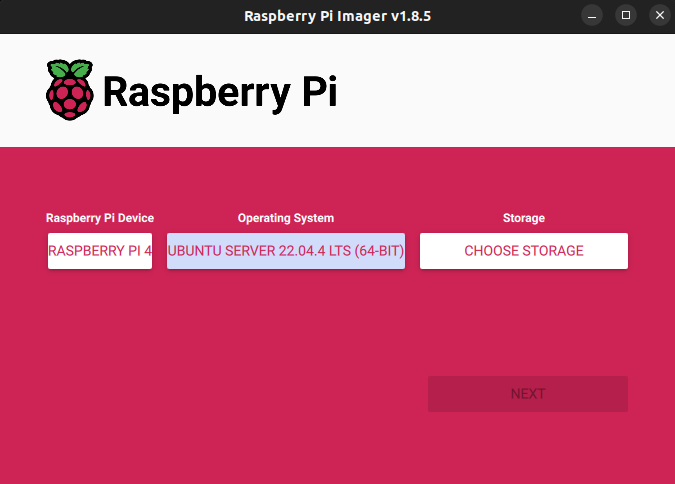 Raspberry Pi Imager v1.8.5
Raspberry Pi
Raspberry Pi Device
Operating System
Storage
RASPBERRY PI 4
UBUNTU SERVER 22.04.4 LTS (64-BIT)
CHOOSE STORAGE
NEXT